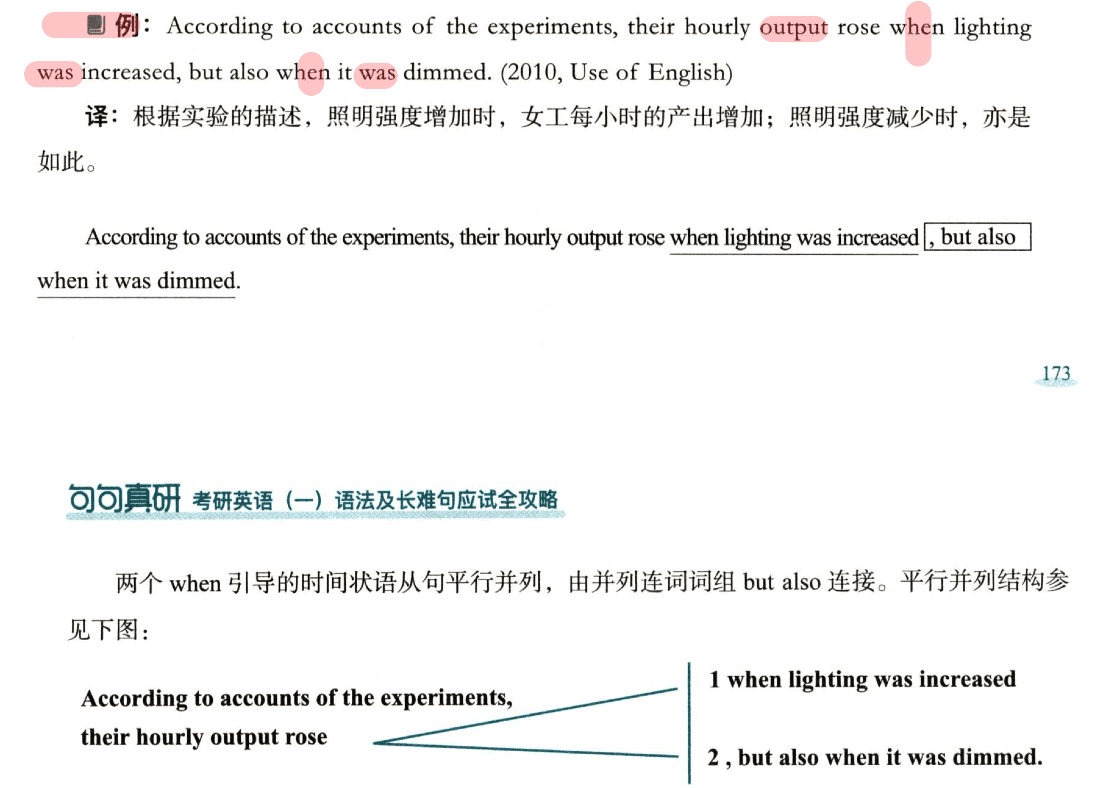 例：According to accounts of the experiments, their hourly output rose when lighting
was increased, but also when it was dimmed. (2010, Use of English)
译：根据实验的描述，照明强度增加时，女工每小时的产出增加；照明强度减少时，亦是
如此。
According to accounts of the experiments, their hourly output rose when lighting was increased , but also
when it was dimmed.
173
句句真研 考研英语（一）语法及长难句应试全攻略
两个 when 引导的时间状语从句平行并列，由并列连词词组 but also 连接。平行并列结构参
见下图：
According to accounts of the experiments,
their hourly output rose
1 when lighting was increased
2 , but also when it was dimmed.